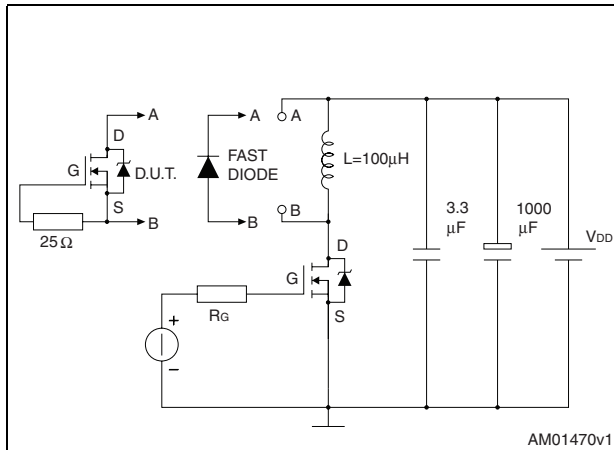 A
D
G
D.U.T.
S
B
25Ω
A
FAST
DIODE
B
A
L=100μH
B
D
G
S
RG
+
–
3.3
μF
1000
μF
VDD
AM01470v1